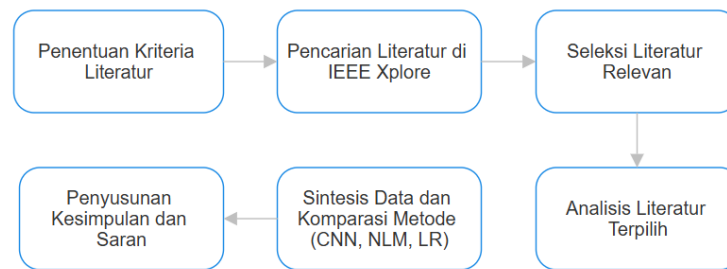 Penentuan Kriteria
Literatur
Pencarian Literatur di
IEEE Xplore
Seleksi Literatur
Relevan
Analisis Literatur
Terpilih
Sintesis Data dan
Komparasi Metode
(CNN, NLM, LR)
Penyusunan
Kesimpulan dan
Saran